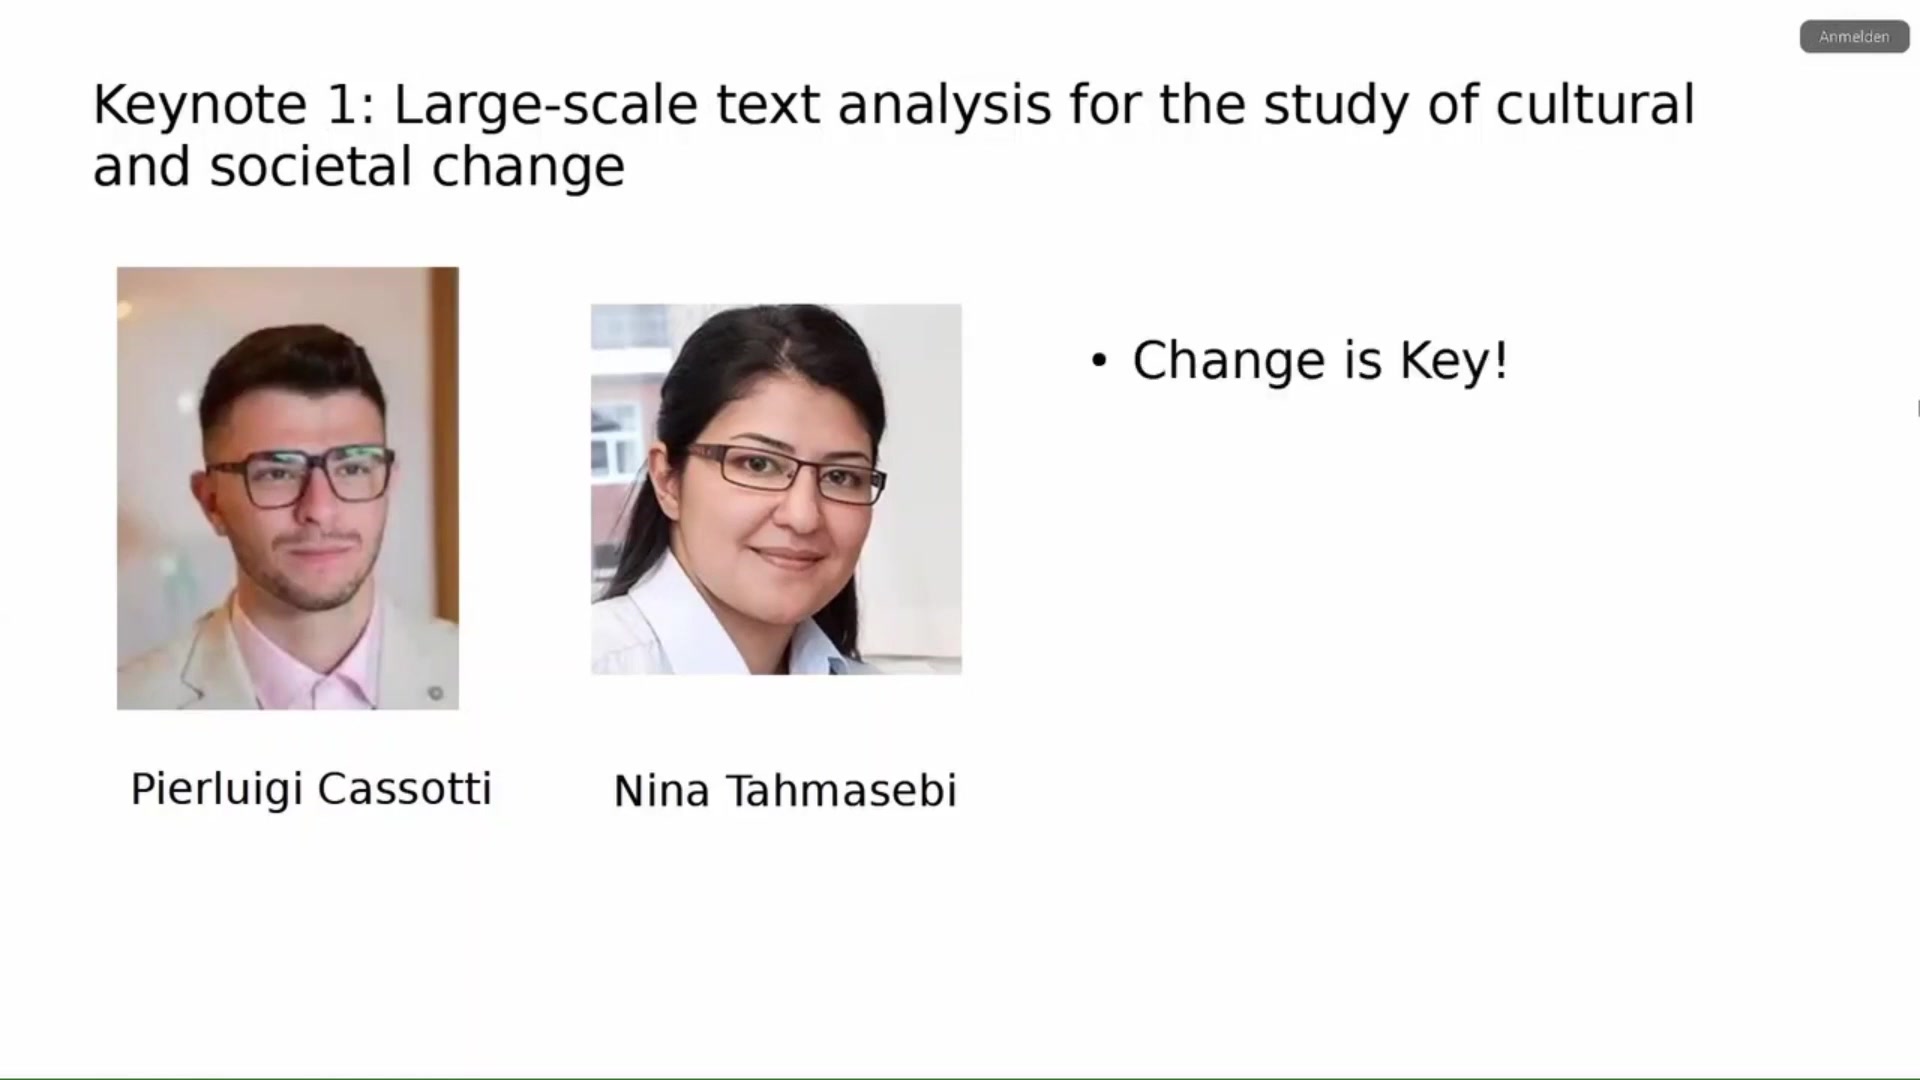 Anmelden
Keynote 1: Large-scale text analysis for the study of cultural
and societal change
• Change is Key!
Pierluigi Cassotti
Nina Tahmasebi